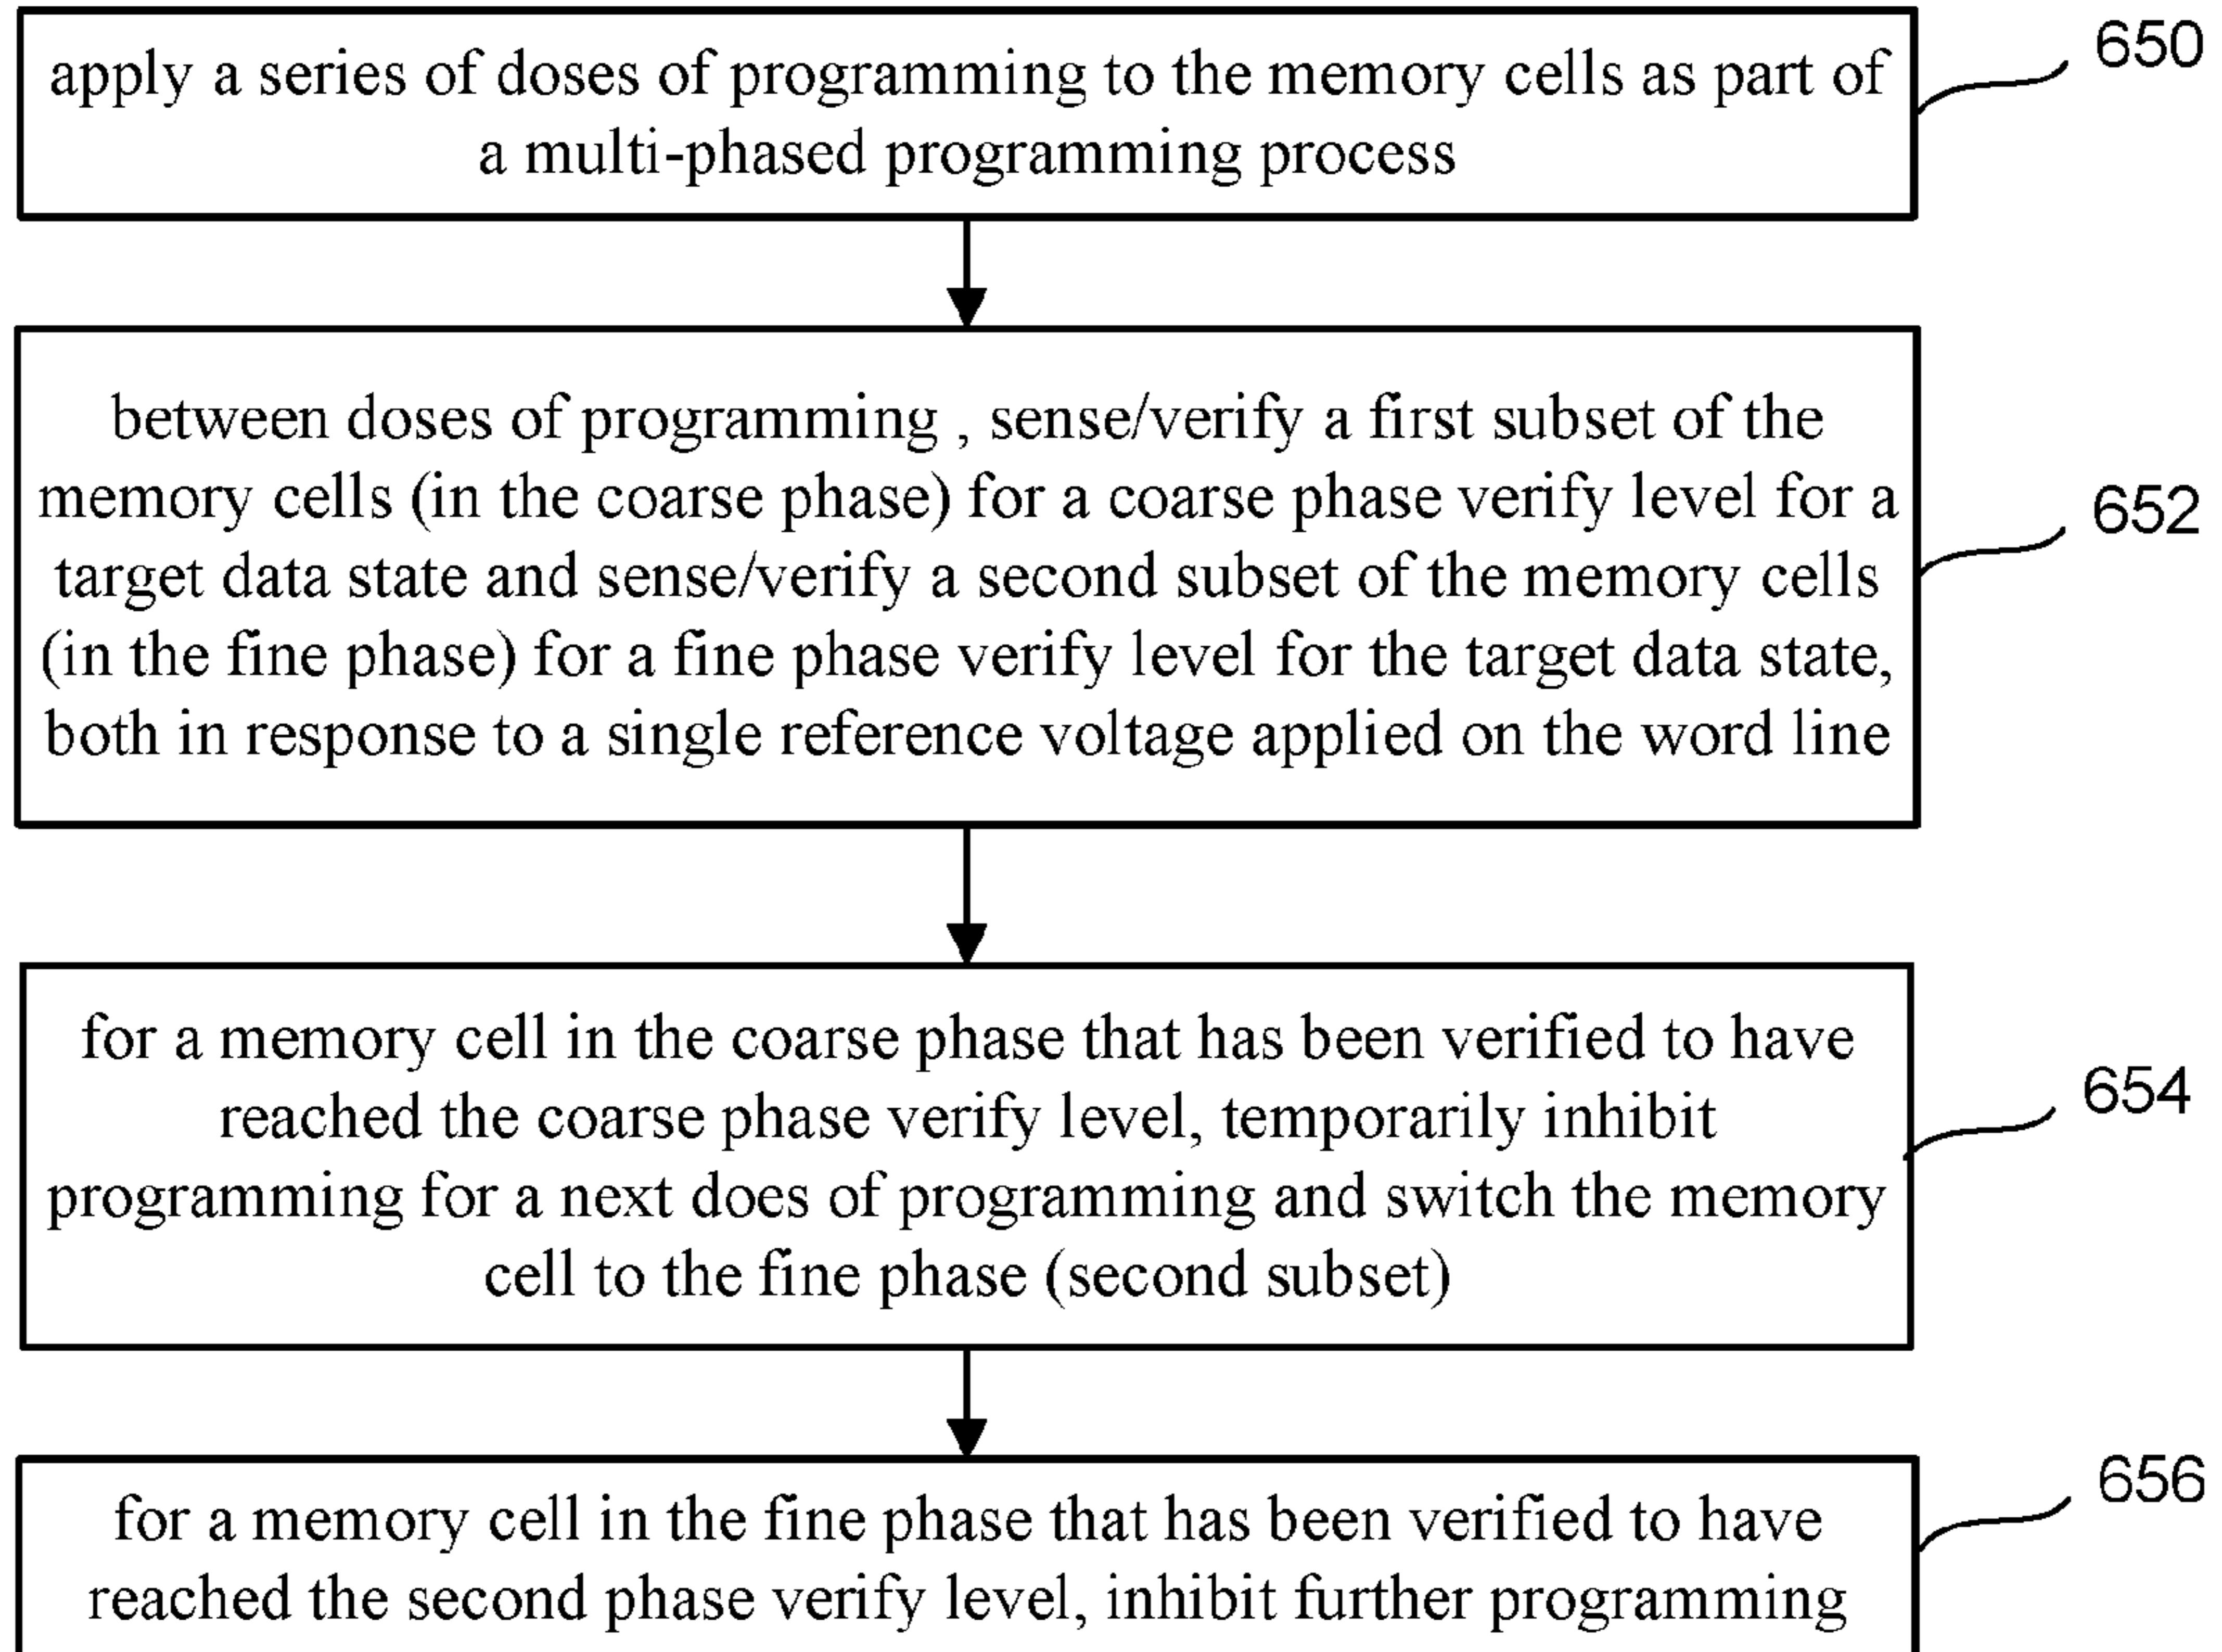 apply a series of doses of programming to the memory cells as part of
a multi-phased programming process
650
between doses of programming , sense/verify a first subset of the
memory cells (in the coarse phase) for a coarse phase verify level for a
target data state and sense/verify a second subset of the memory cells
(in the fine phase) for a fine phase verify level for the target data state,
both in response to a single reference voltage applied on the word line
652
for a memory cell in the coarse phase that has been verified to have
reached the coarse phase verify level, temporarily inhibit
programming for a next does of programming and switch the memory
cell to the fine phase (second subset)
654
for a memory cell in the fine phase that has been verified to have
reached the second phase verify level, inhibit further programming
656